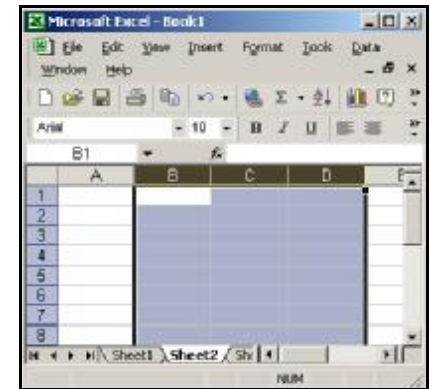 Microsoft Excel - Book1
File Edit View Insert Format Tools Data
Window Help
Arial 10 B I U
B1 fx
A B C D E
1
2
3
4
5
6
7
8
Sheet1 Sheet2 Sh
NUM